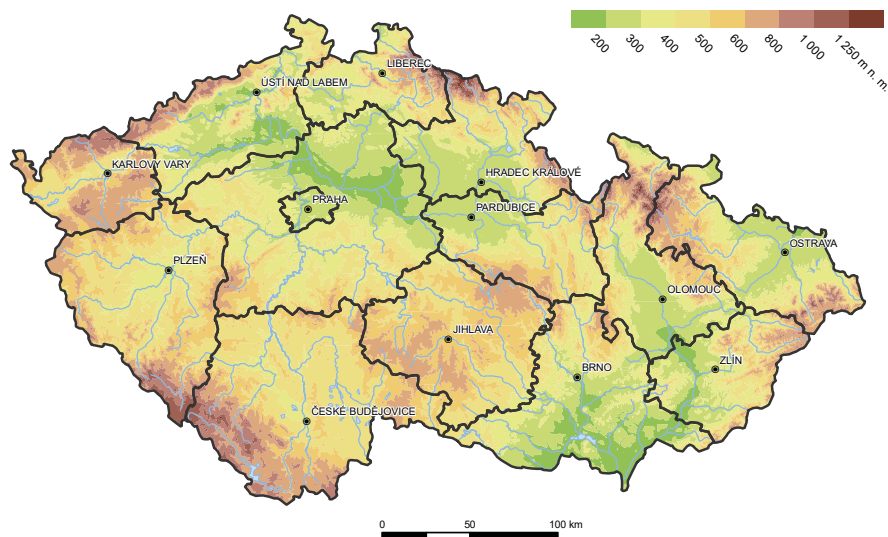 200 300 400 500 600 800 1 000 1 250 m n. m.
LIBEREC
ÚSTÍ NAD LABEM
KARLOVY VARY
HRADEC KRÁLOVÉ
PRAHA
PARDUBICE
OSTRAVA
PLZEŇ
OLOMOUC
JIHLAVA
ZLÍN
BRNO
ČESKÉ BUDĚJOVICE
0 50 100 km